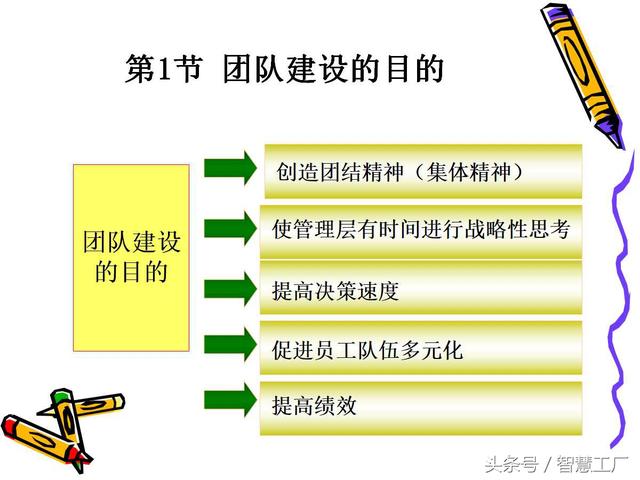 第1节 团队建设的目的
团队建设
的目的
创造团结精神（集体精神）
使管理层有时间进行战略性思考
提高决策速度
促进员工队伍多元化
提高绩效
头条号 / 智慧工厂